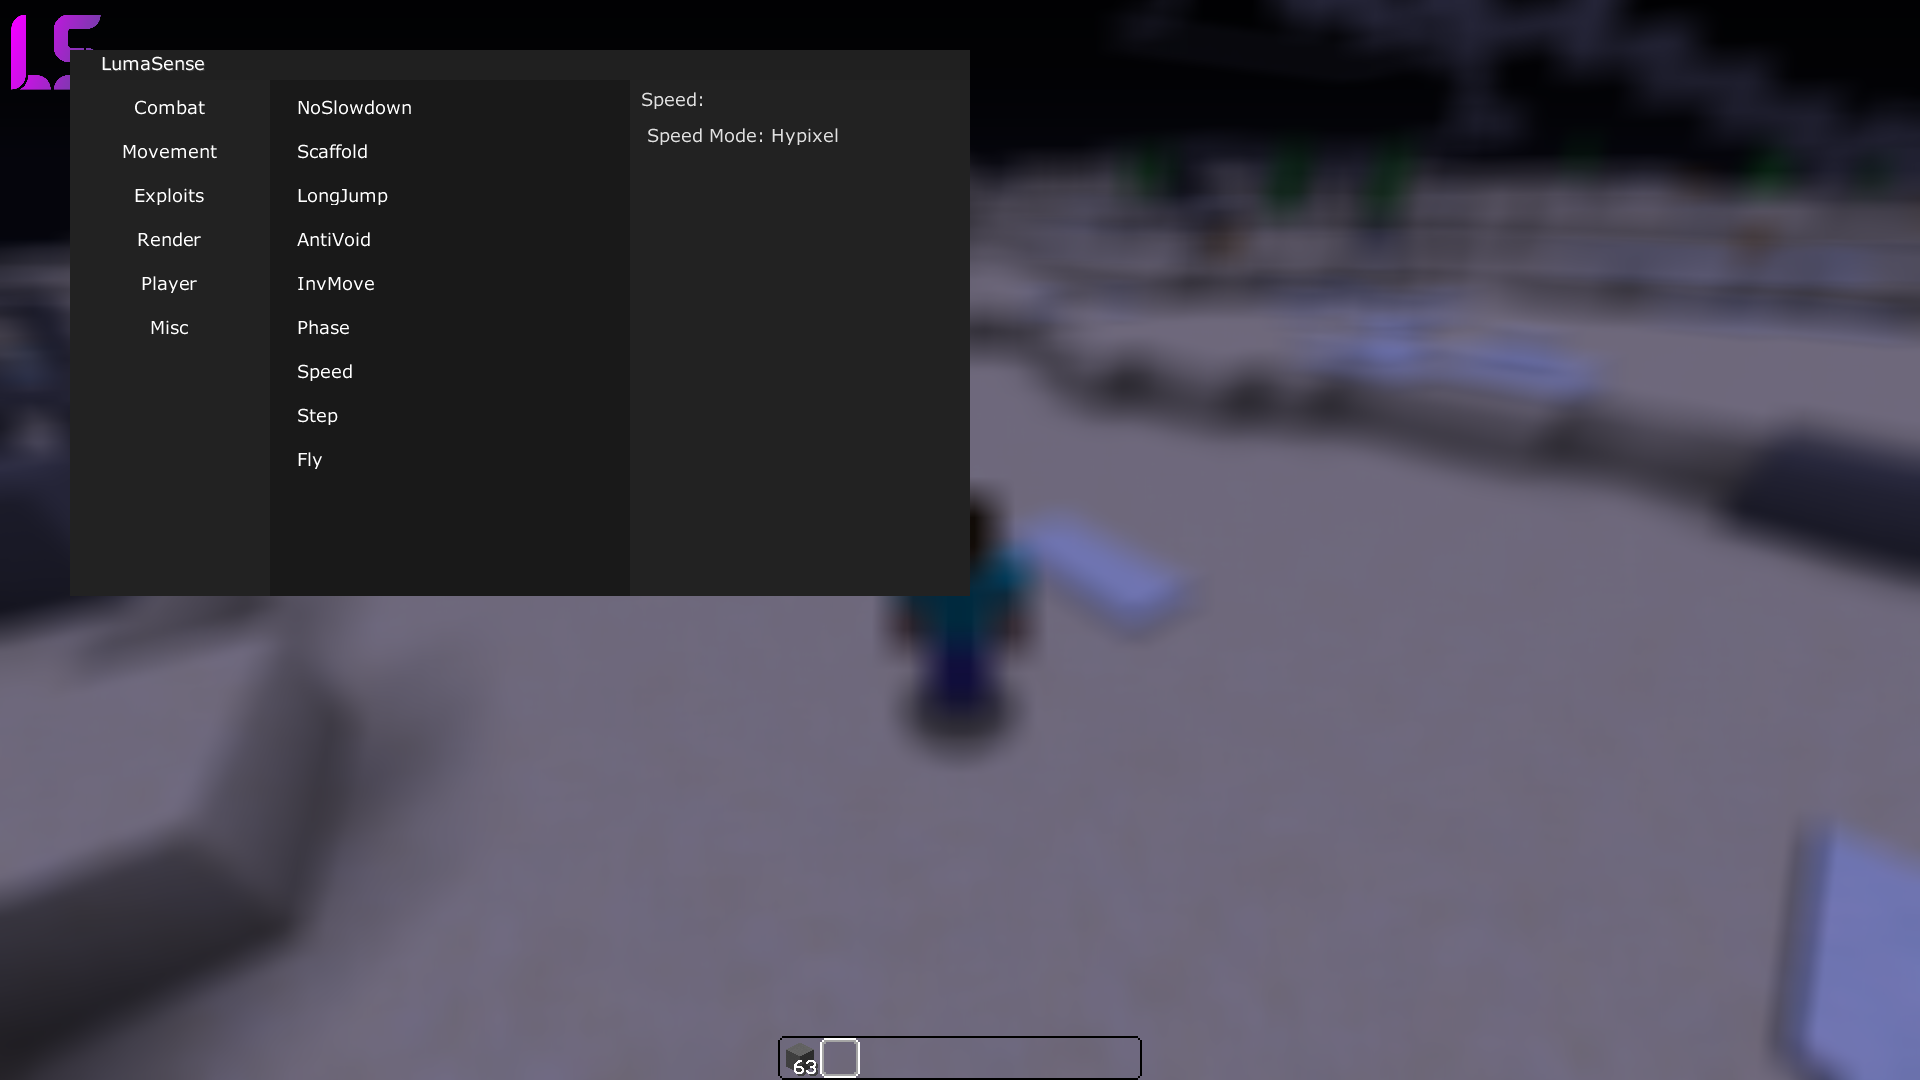 LS
LumaSense
Combat
Movement
Exploits
Render
Player
Misc
NoSlowdown
Scaffold
LongJump
AntiVoid
InvMove
Phase
Speed
Step
Fly
Speed:
Speed Mode: Hypixel
63